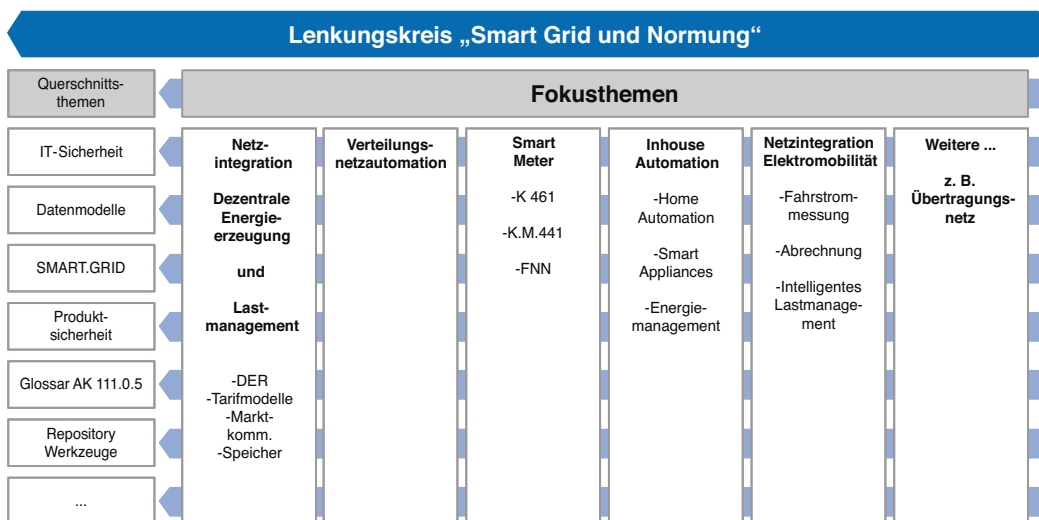 Lenkungskreis „Smart Grid und Normung“
Querschnitts-
themen
Fokusthemen
IT-Sicherheit
Datenmodelle
SMART.GRID
Produkt-
sicherheit
Glossar AK 111.0.5
Repository
Werkzeuge
...
Netz-
integration
Dezentrale
Energie-
erzeugung
und
Last-
management
-DER
-Tarifmodelle
-Markt-
komm.
-Speicher
Verteilungs-
netzautomation
Smart
Meter
-K 461
-K.M.441
-FNN
Inhouse
Automation
-Home
Automation
-Smart
Appliances
-Energie-
management
Netzintegration
Elektromobilität
-Fahrstrom-
messung
-Abrechnung
-Intelligentes
Lastmanage-
ment
Weitere ...
z. B.
Übertragungs-
netz